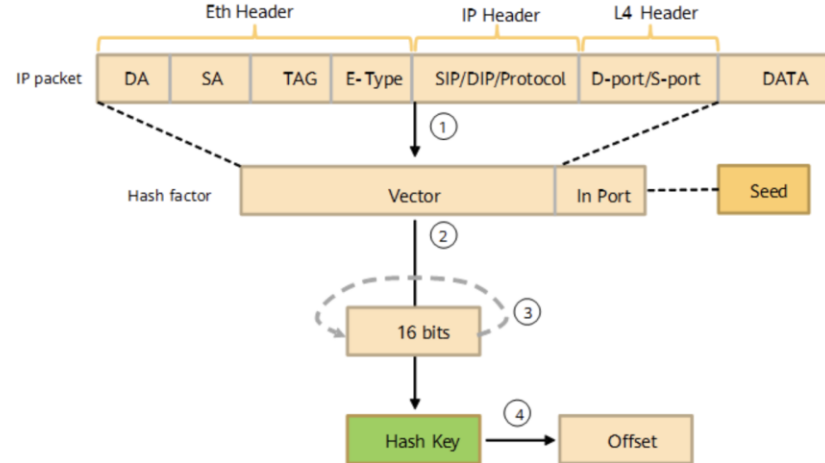 Eth Header
IP Header
L4 Header
IP packet
DA
SA
TAG
E-Type
SIP/DIP/Protocol
D-port/S-port
DATA
1
Hash factor
Vector
In Port
Seed
2
3
16 bits
4
Hash Key
Offset